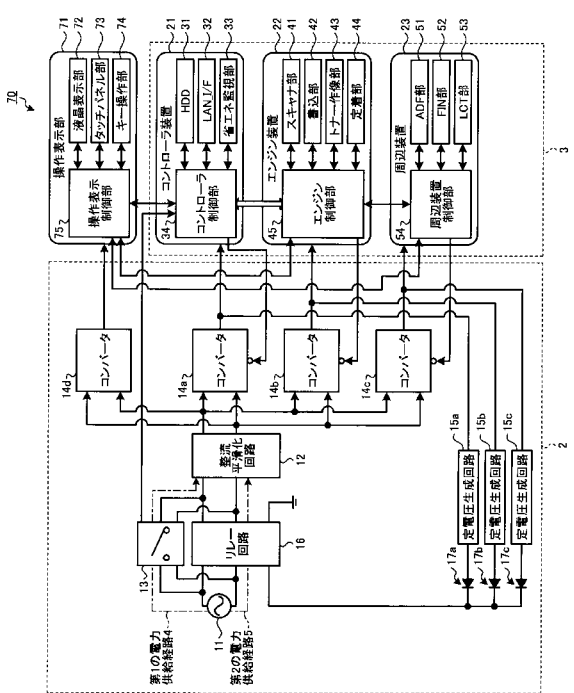 70
操作表示部
71
液晶表示部
72
タッチパネル部
73
キー操作部
74
操作表示
制御部
75
コントローラ装置
21
HDD
31
LAN_I/F
32
省エネ監視部
33
コントローラ
制御部
34
エンジン装置
22
スキャナ部
41
書込部
42
トナー作像部
43
定着部
44
エンジン
制御部
45
周辺装置
23
ADF部
51
FIN部
52
LCT部
53
周辺装置
制御部
54
3
コンバータ
14d
コンバータ
14a
コンバータ
14b
コンバータ
14c
整流
平滑化
回路
12
13
リレー
回路
16
11
第1の電力
供給経路4
第2の電力
供給経路5
定電圧生成回路
15a
定電圧生成回路
15b
定電圧生成回路
15c
17a
17b
17c
2